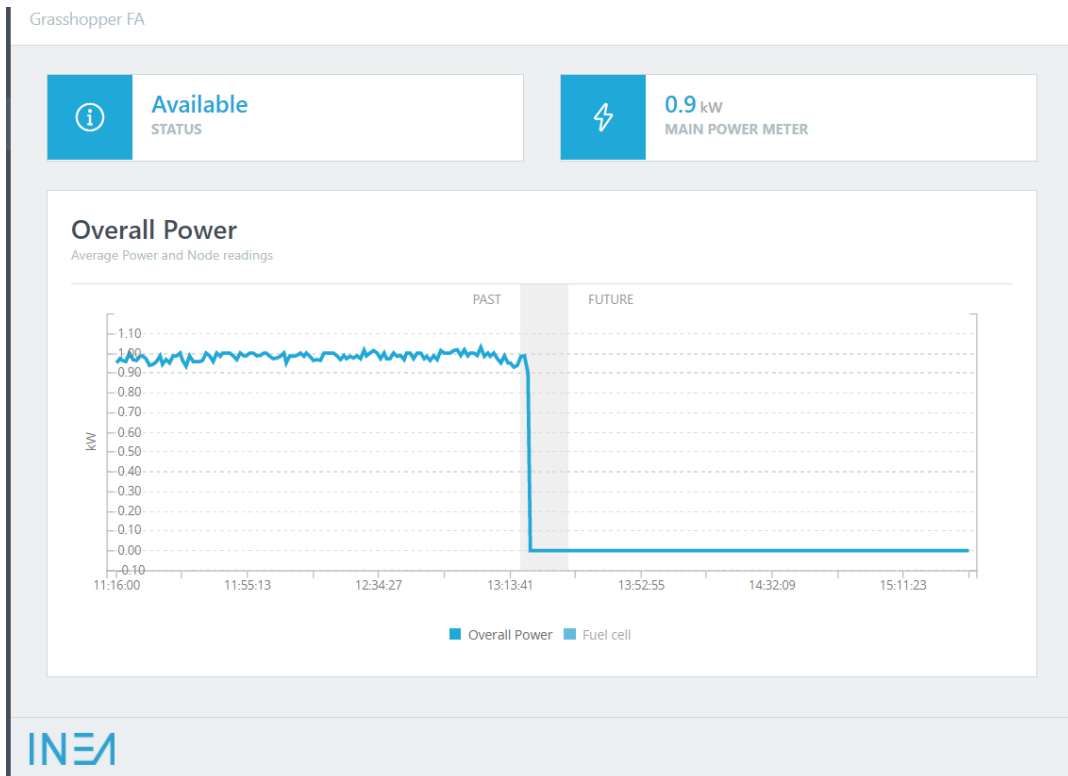 Grasshopper FA
Available
STATUS
0.9 kW
MAIN POWER METER
Overall Power
Average Power and Node readings
PAST
FUTURE
1.10
1.00
0.90
0.80
0.70
0.60
0.50
0.40
0.30
0.20
0.10
0.00
-0.10
kW
11:16:00 11:55:13 12:34:27 13:13:41 13:52:55 14:32:09 15:11:23
Overall Power Fuel cell
INEA